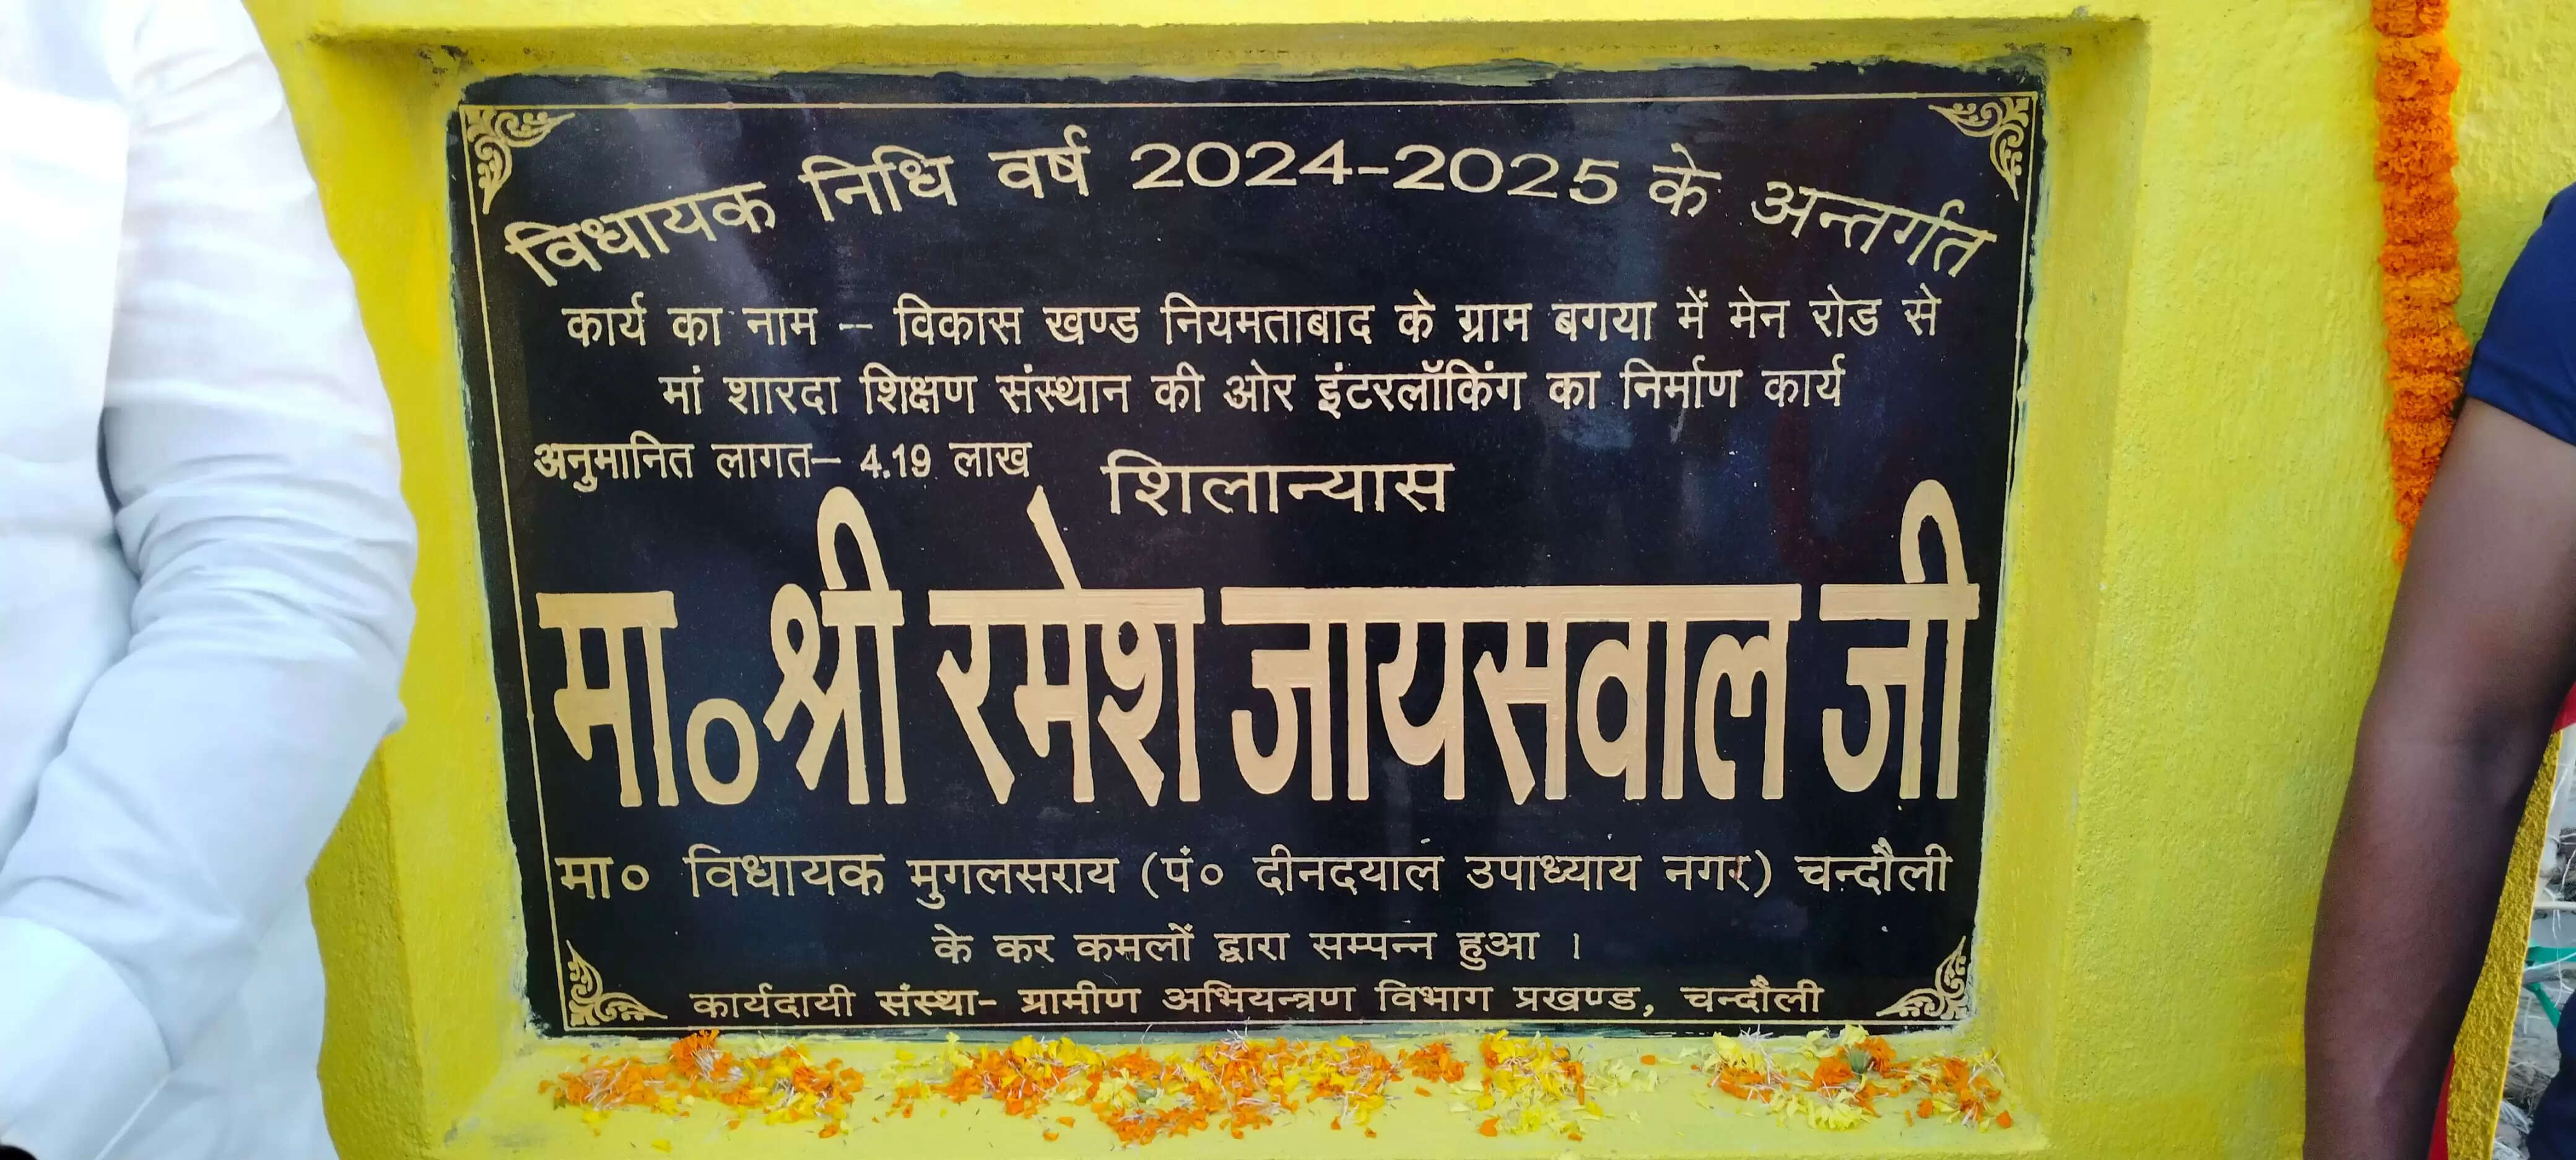 विधायक निधि वर्ष 2024-2025 के अन्तर्गत
कार्य का नाम -- विकास खण्ड नियमताबाद के ग्राम बगया में मेन रोड से
मां शारदा शिक्षण संस्थान की ओर इंटरलॉकिंग का निर्माण कार्य
अनुमानित लागत– 4.19 लाख
शिलान्यास
मा० श्री रमेश जायसवाल जी
मा० विधायक मुगलसराय (पं० दीनदयाल उपाध्याय नगर) चन्दौली
के कर कमलों द्वारा सम्पन्न हुआ ।
कार्यदायी संस्था- ग्रामीण अभियन्त्रण विभाग प्रखण्ड, चन्दौली